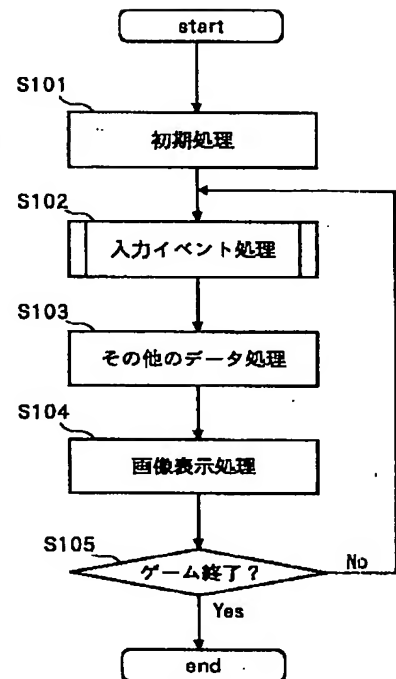 start
S101
初期処理
S102
入力イベント処理
S103
その他のデータ処理
S104
画像表示処理
S105
ゲーム終了?
No
Yes
end